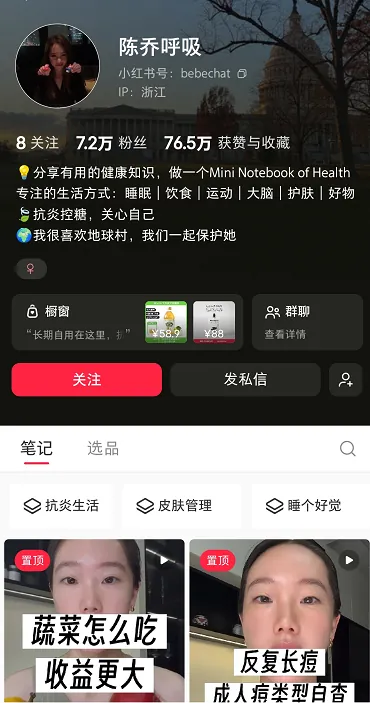 陈乔呼吸
小红书号：bebechat
IP：浙江
8 关注 7.2万 粉丝 76.5万 获赞与收藏
💡分享有用的健康知识，做一个Mini Notebook of Health
专注的生活方式：睡眠｜饮食｜运动｜大脑｜护肤｜好物
🍃抗炎控糖，关心自己
🌍我很喜欢地球村，我们一起保护她
♀
橱窗
“长期自用在这里，
¥58.9
¥88
群聊
查看详情
关注
发私信
笔记 选品
抗炎生活 皮肤管理 睡个好觉
置顶
蔬菜怎么吃
收益更大
置顶
反复长痘
成人痘类型自查